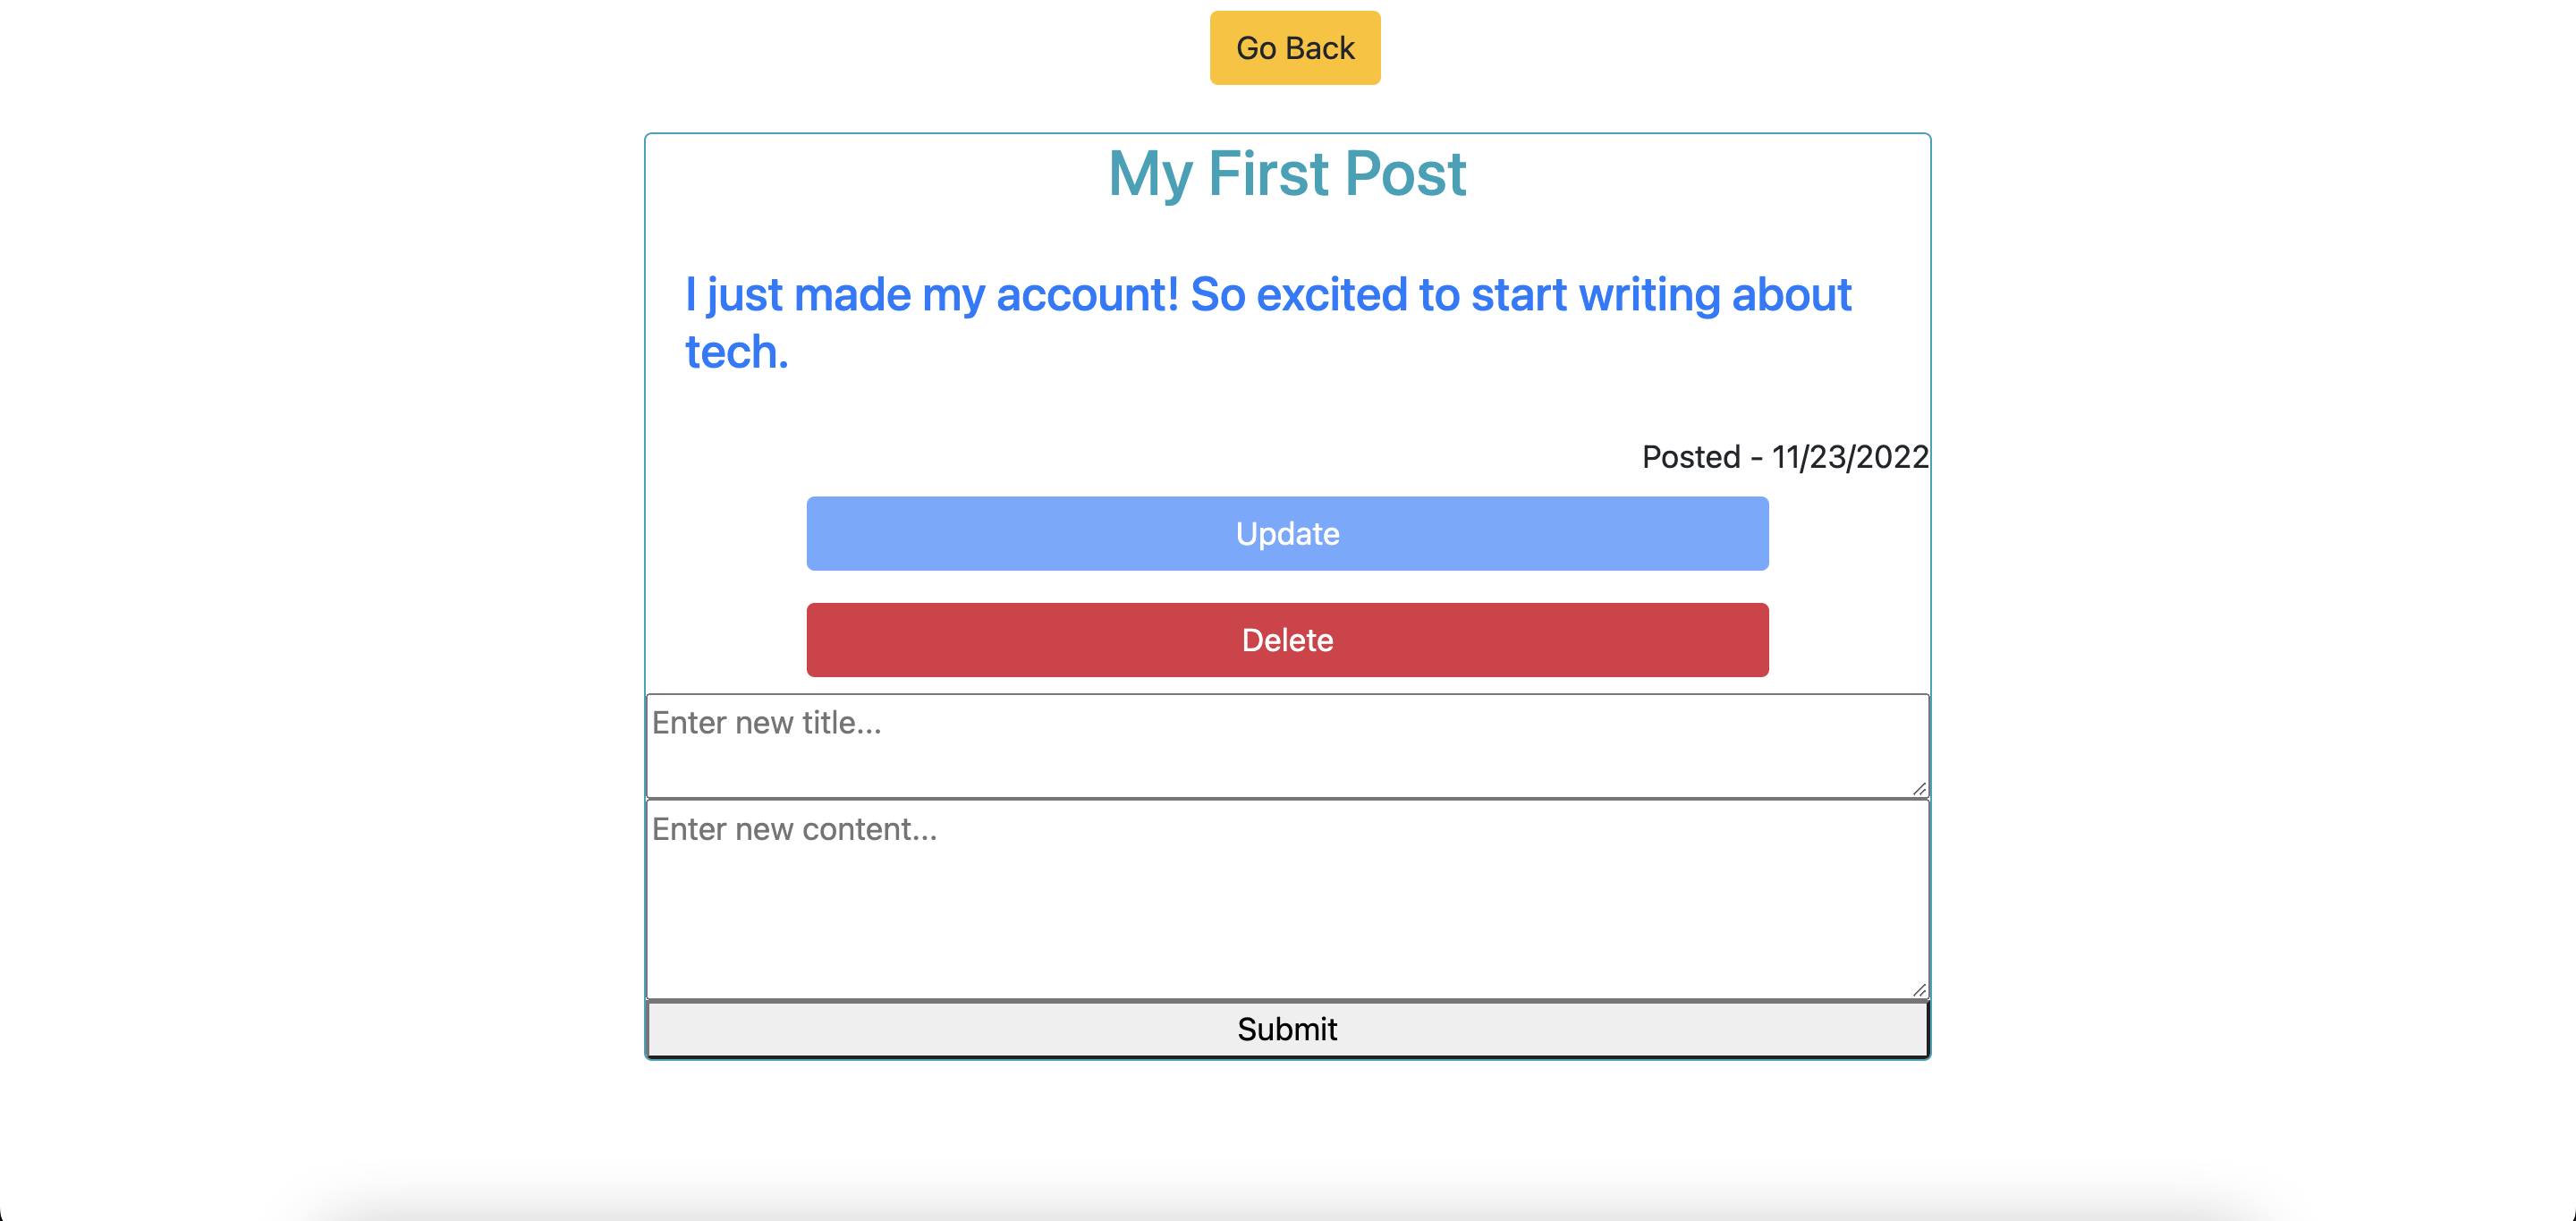 Go Back
My First Post
I just made my account! So excited to start writing about
tech.
Posted - 11/23/2022
Update
Delete
Enter new title...
Enter new content...
Submit